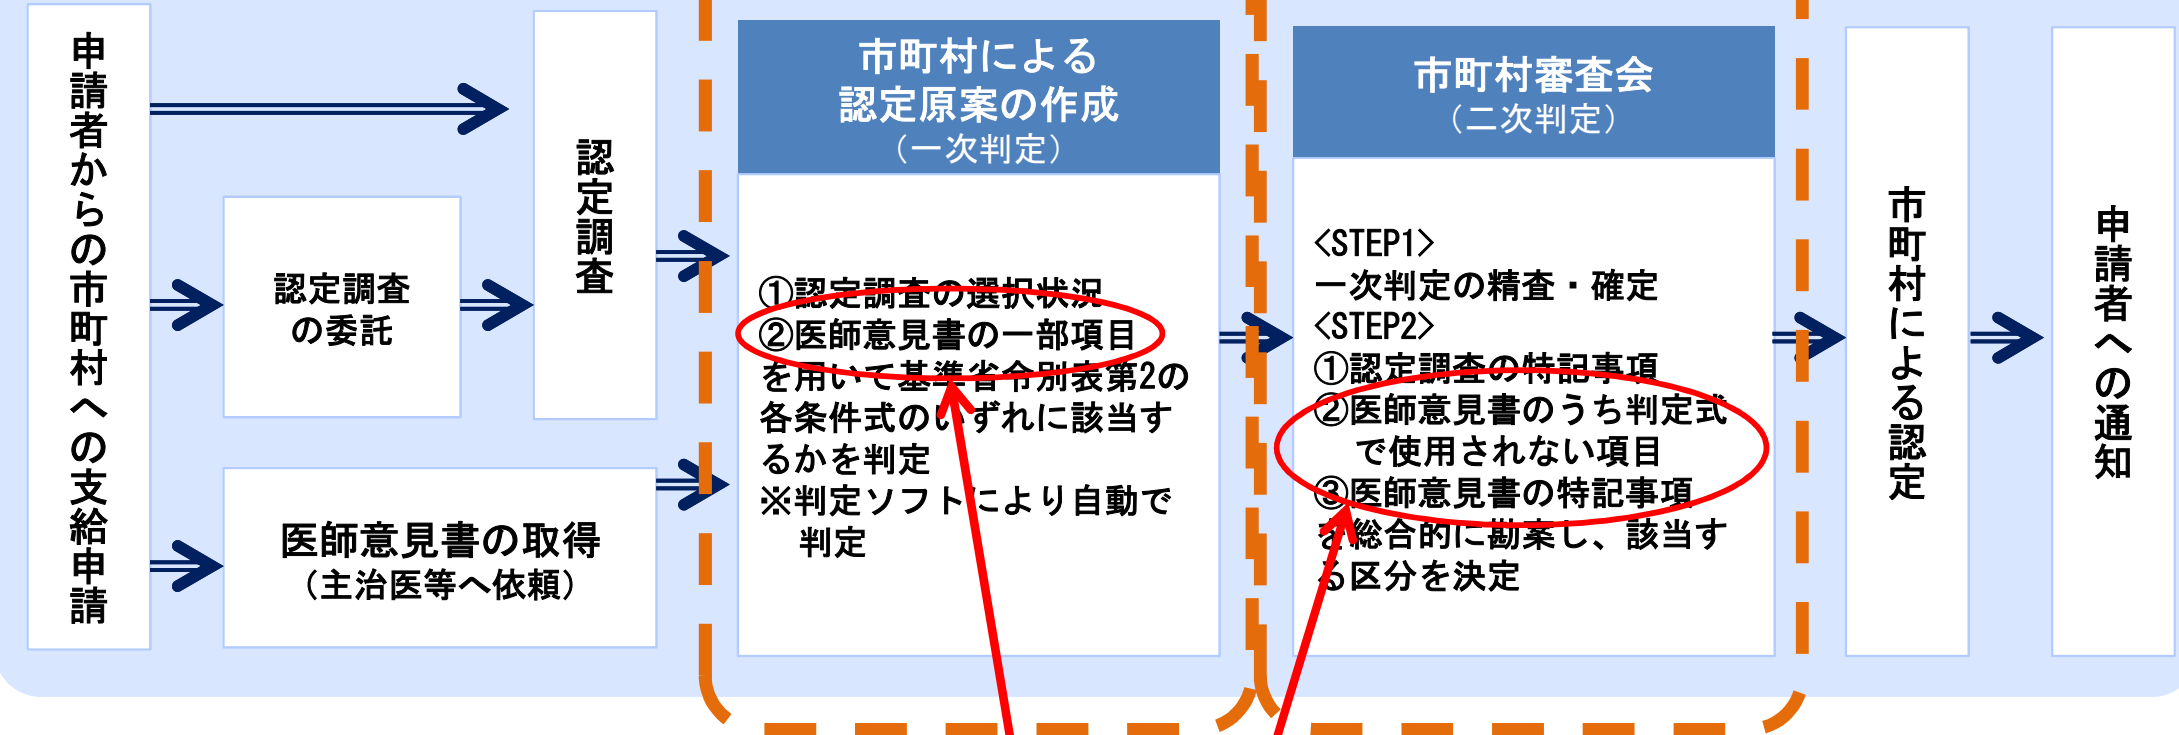 申請者からの市町村への支給申請
認定調査
の委託
医師意見書の取得
（主治医等へ依頼）
認定調査
市町村による
認定原案の作成
（一次判定）
①認定調査の選択状況
②医師意見書の一部項目
を用いて基準省令別表第2の
各条件式のいずれに該当す
るかを判定
※判定ソフトにより自動で
判定
市町村審査会
（二次判定）
<STEP1>
一次判定の精査・確定
<STEP2>
①認定調査の特記事項
②医師意見書のうち判定式
で使用されない項目
③医師意見書の特記事項
を総合的に勘案し、該当す
る区分を決定
市町村による認定
申請者への通知